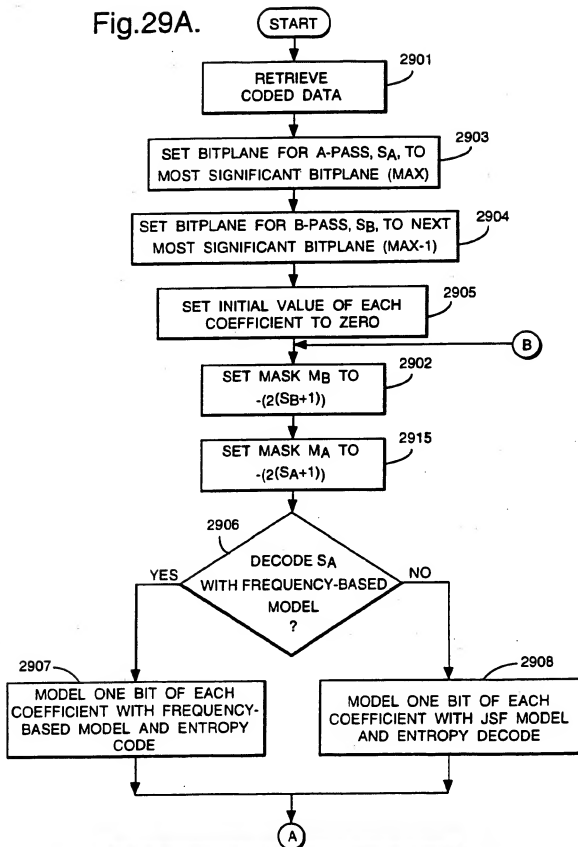 Fig.29A.
START
2901
RETRIEVE
CODED DATA
2903
SET BITPLANE FOR A-PASS, SA, TO
MOST SIGNIFICANT BITPLANE (MAX)
2904
SET BITPLANE FOR B-PASS, SB, TO NEXT
MOST SIGNIFICANT BITPLANE (MAX-1)
2905
SET INITIAL VALUE OF EACH
COEFFICIENT TO ZERO
B
2902
SET MASK MB TO
-(2(SB+1))
2915
SET MASK MA TO
-(2(SA+1))
2906
DECODE SA
WITH FREQUENCY-BASED
MODEL
?
YES
NO
2907
MODEL ONE BIT OF EACH
COEFFICIENT WITH FREQUENCY-
BASED MODEL AND ENTROPY
CODE
2908
MODEL ONE BIT OF EACH
COEFFICIENT WITH JSF MODEL
AND ENTROPY DECODE
A